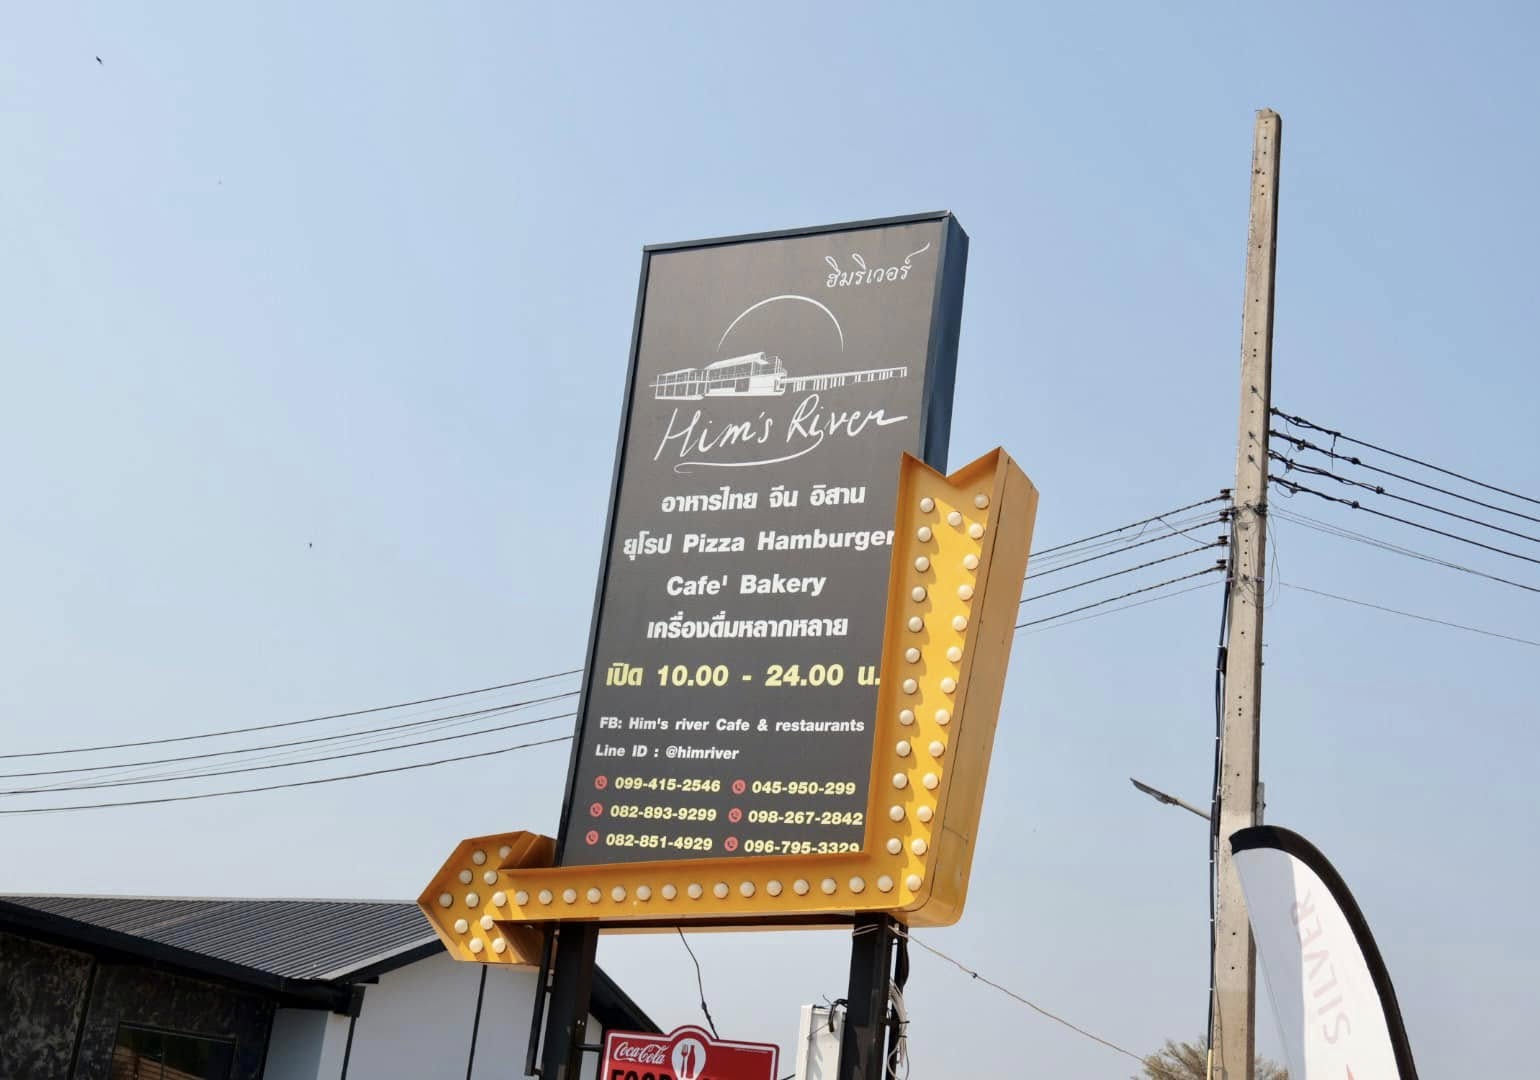 ฮิมริเวอร์
Him's River
อาหารไทย จีน อิสาน
ยุโรป Pizza Hamburger
Cafe' Bakery
เครื่องดื่มหลากหลาย
เปิด 10.00 - 24.00 น.
FB: Him's river Cafe & restaurants
Line ID : @himriver
099-415-2546 045-950-299
082-893-9299 098-267-2842
082-851-4929 096-795-3329
Coca-Cola
SILVER